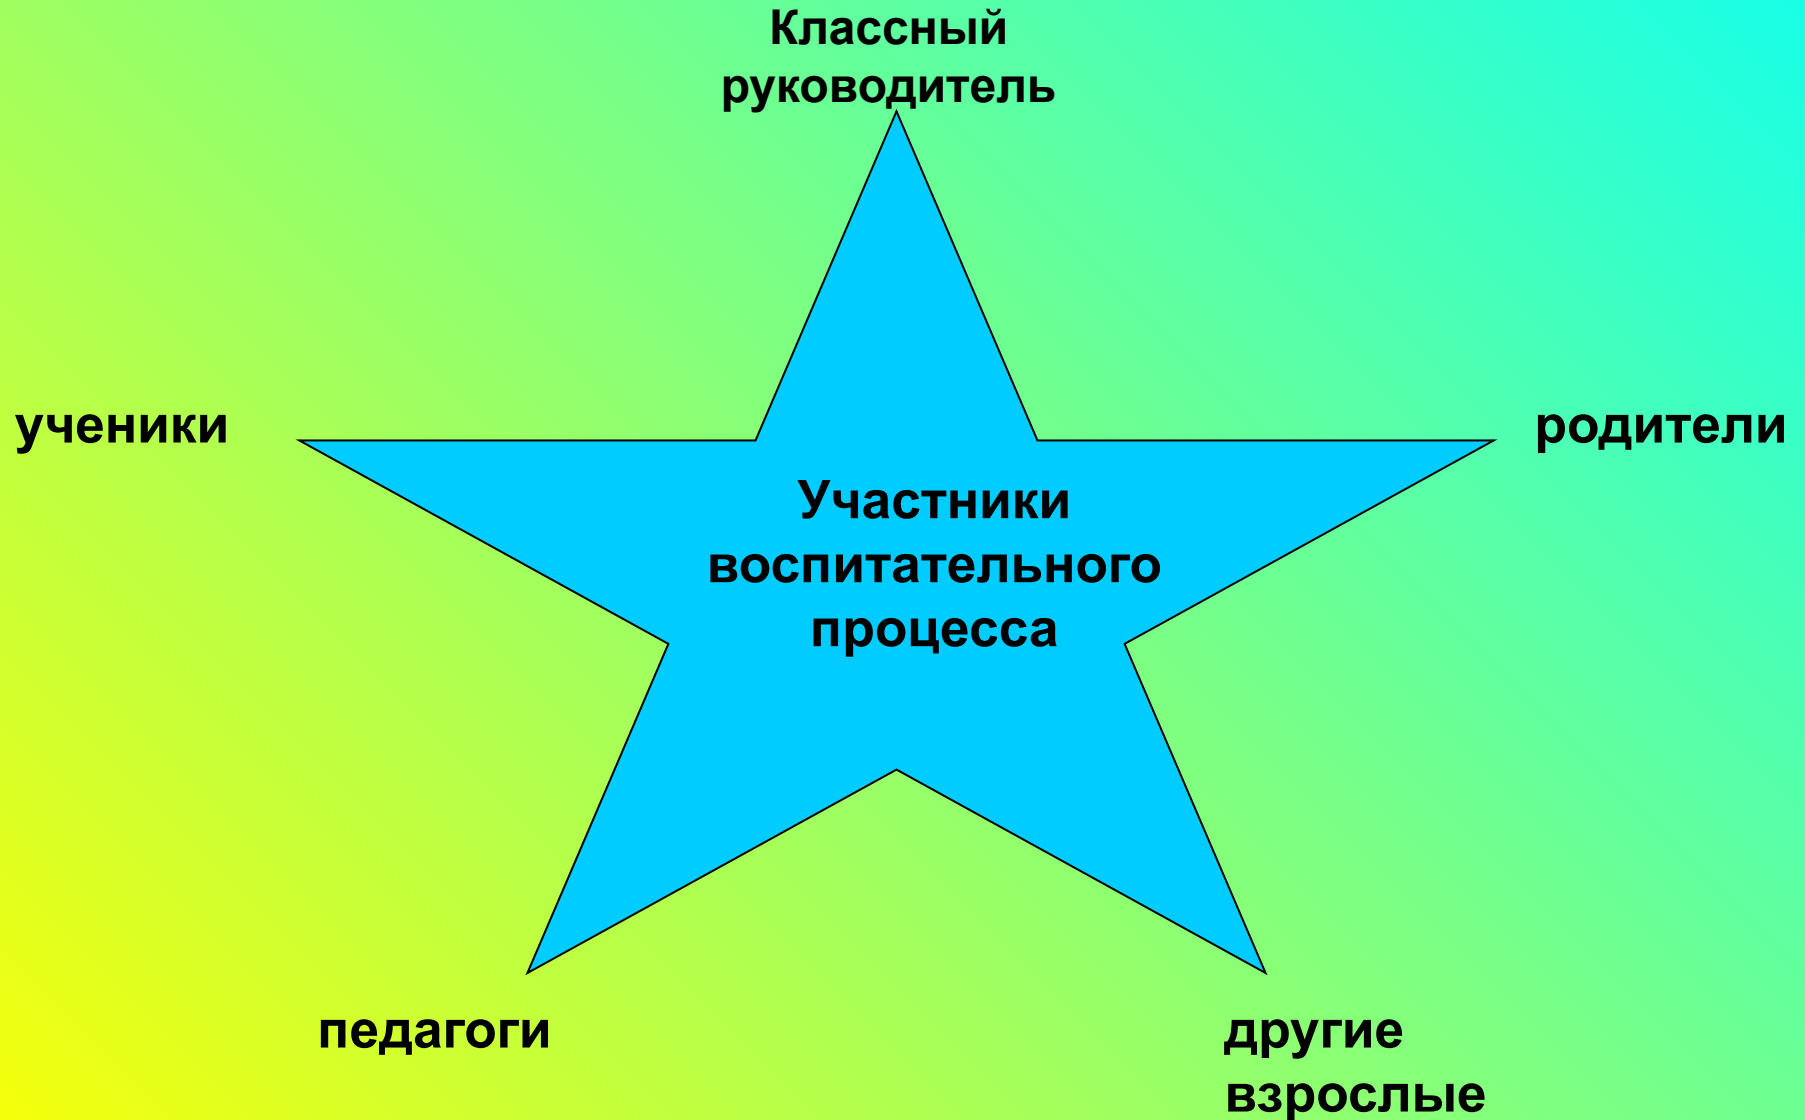 Классный
руководитель
ученики
родители
Участники
воспитательного
процесса
педагоги
другие
взрослые